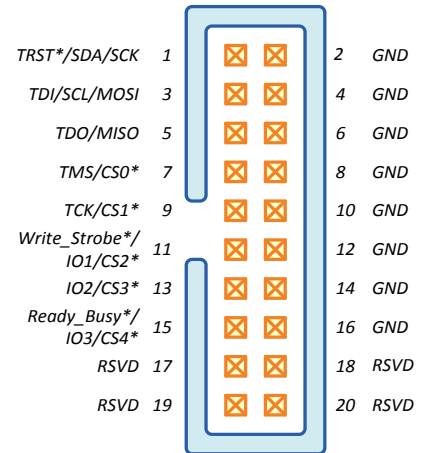 TRST*/SDA/SCK 1 2 GND
TDI/SCL/MOSI 3 4 GND
TDO/MISO 5 6 GND
TMS/CS0* 7 8 GND
TCK/CS1* 9 10 GND
Write_Strobe*/
IO1/CS2* 11 12 GND
IO2/CS3* 13 14 GND
Ready_Busy*/
IO3/CS4* 15 16 GND
RSVD 17 18 RSVD
RSVD 19 20 RSVD